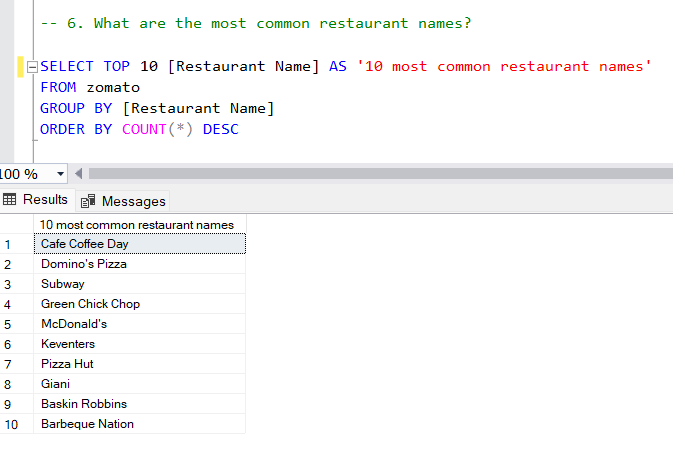 -- 6. What are the most common restaurant names?
SELECT TOP 10 [Restaurant Name] AS '10 most common restaurant names'
FROM zomato
GROUP BY [Restaurant Name]
ORDER BY COUNT(*) DESC
100 %
Results Messages
10 most common restaurant names
1 Cafe Coffee Day
2 Domino's Pizza
3 Subway
4 Green Chick Chop
5 McDonald's
6 Keventers
7 Pizza Hut
8 Giani
9 Baskin Robbins
10 Barbeque Nation